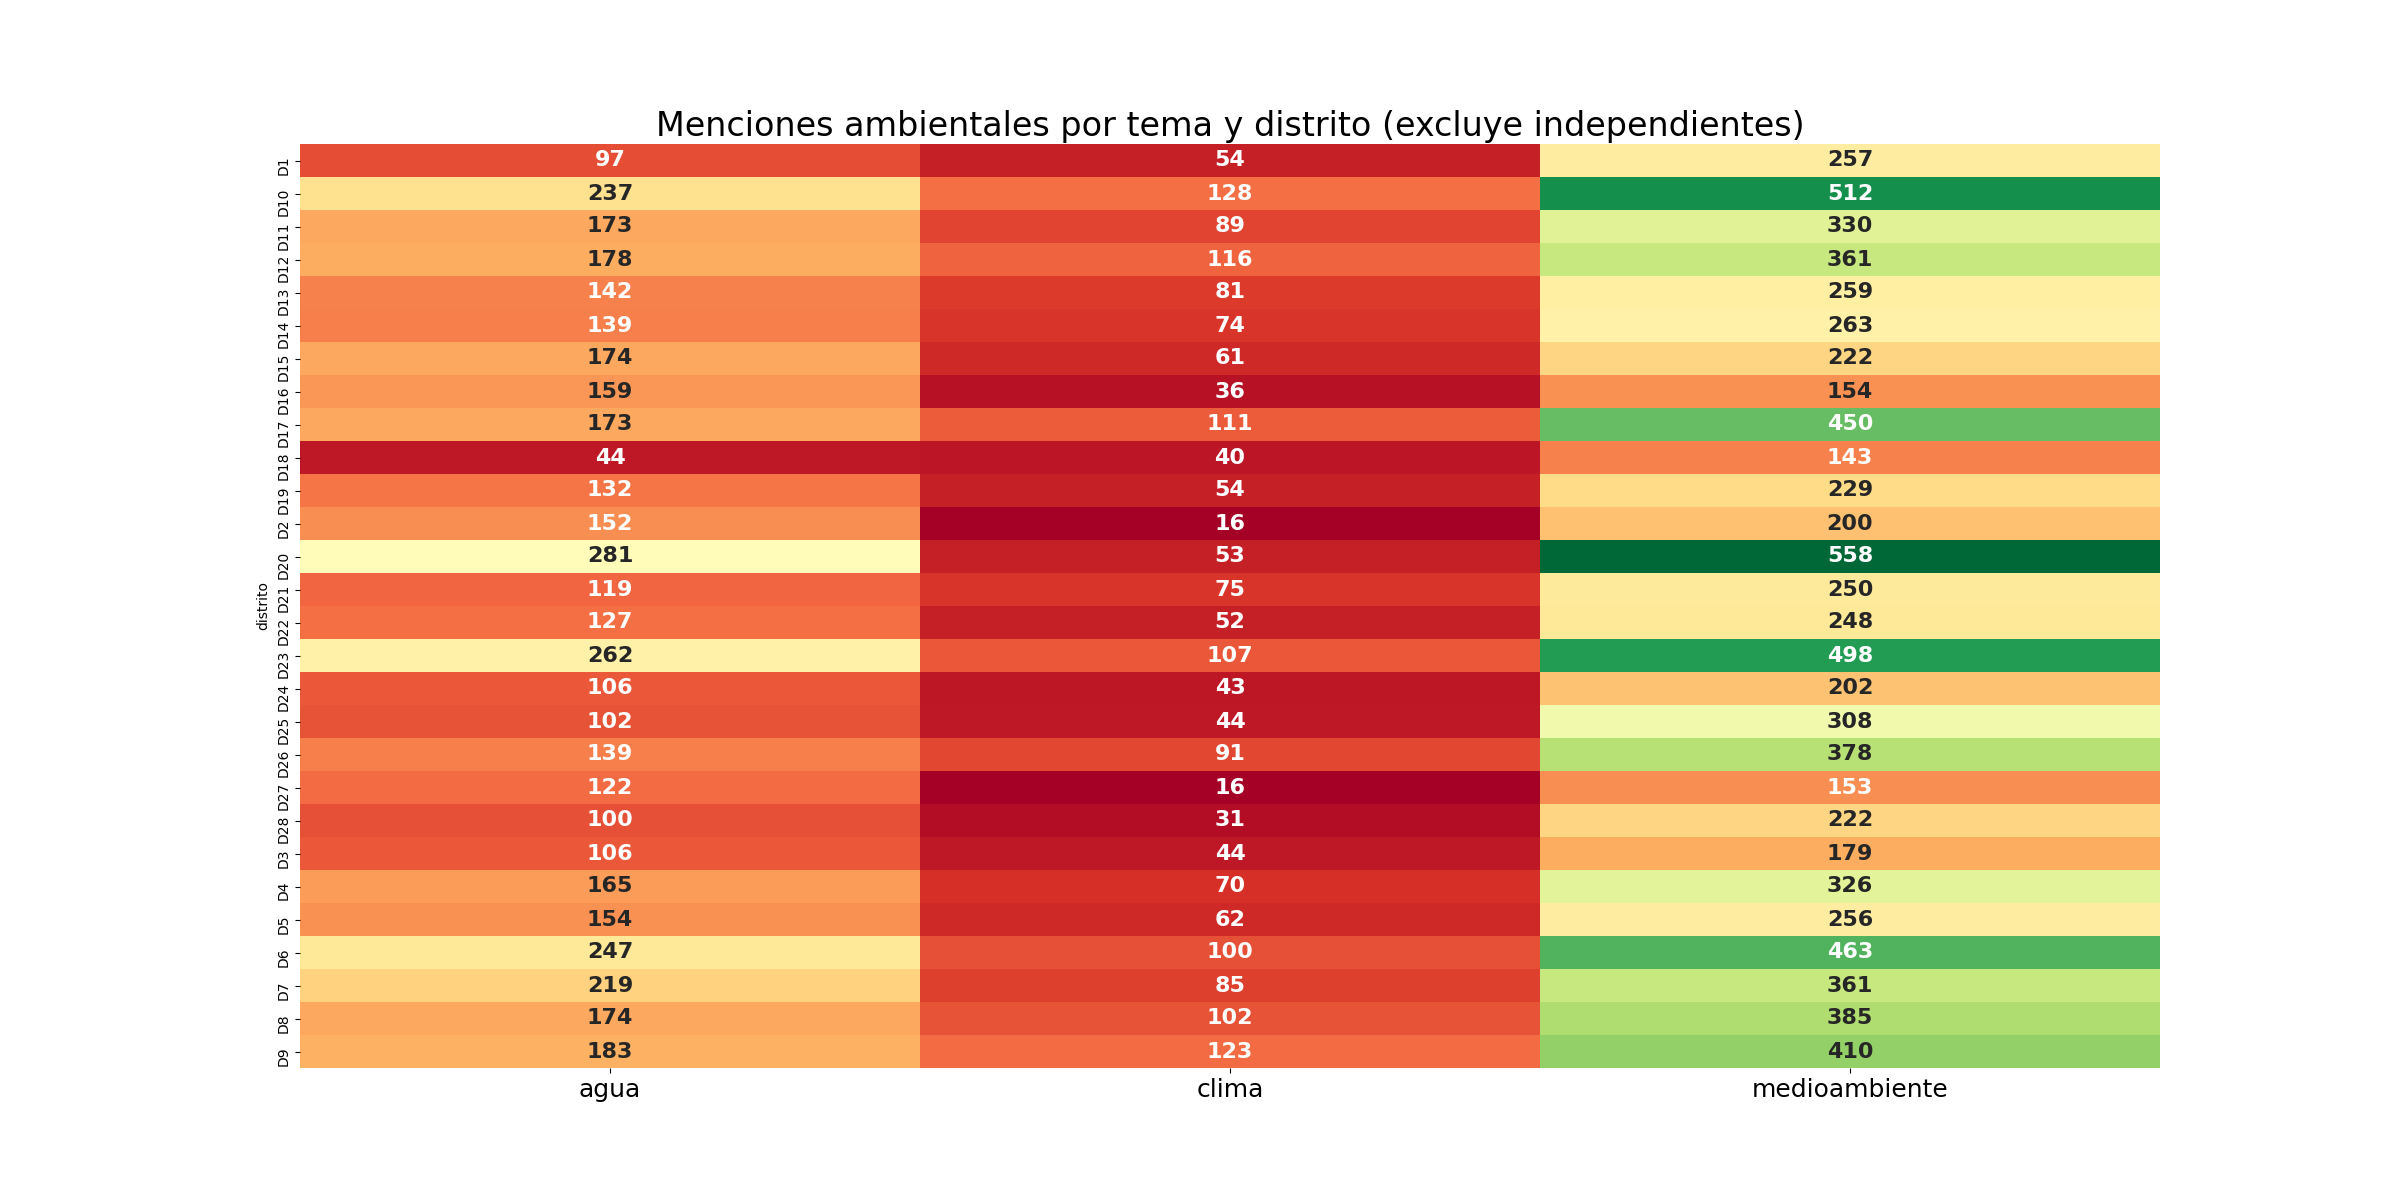 Menciones ambientales por tema y distrito (excluye independientes)
distrito
D1 97 54 257
D10 237 128 512
D11 173 89 330
D12 178 116 361
D13 142 81 259
D14 139 74 263
D15 174 61 222
D16 159 36 154
D17 173 111 450
D18 44 40 143
D19 132 54 229
D2 152 16 200
D20 281 53 558
D21 119 75 250
D22 127 52 248
D23 262 107 498
D24 106 43 202
D25 102 44 308
D26 139 91 378
D27 122 16 153
D28 100 31 222
D3 106 44 179
D4 165 70 326
D5 154 62 256
D6 247 100 463
D7 219 85 361
D8 174 102 385
D9 183 123 410
agua clima medioambiente